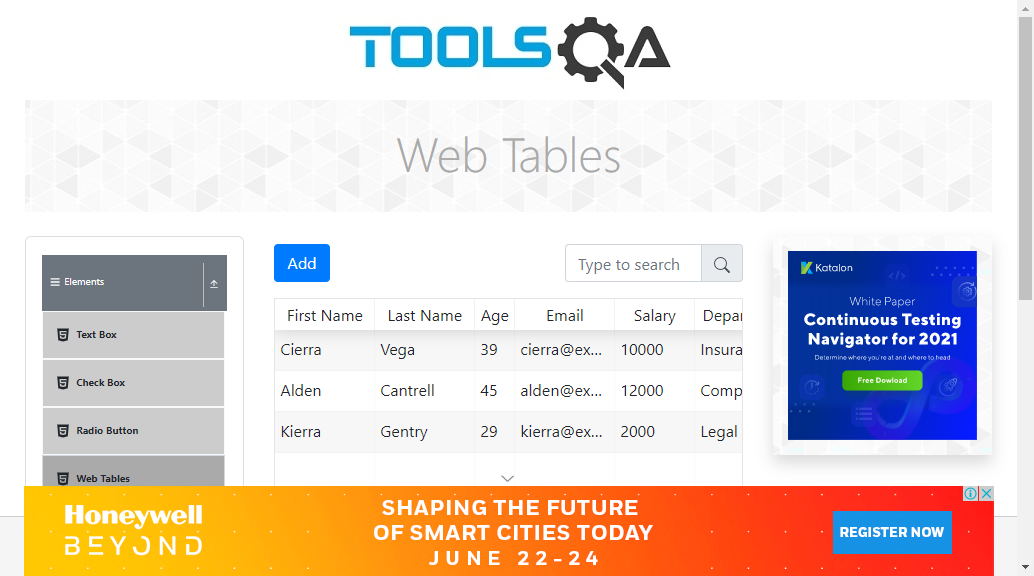 TOOLSQA
Web Tables
Elements
Text Box
Check Box
Radio Button
Web Tables
Add
Type to search
First Name Last Name Age Email Salary Depar
Cierra Vega 39 cierra@ex... 10000 Insura
Alden Cantrell 45 alden@ex... 12000 Comp
Kierra Gentry 29 kierra@ex... 2000 Legal
Katalon
White Paper
Continuous Testing
Navigator for 2021
Determine where you're at and where to head
Free Dowload
Honeywell
BEYOND
SHAPING THE FUTURE
OF SMART CITIES TODAY
JUNE 22-24
REGISTER NOW